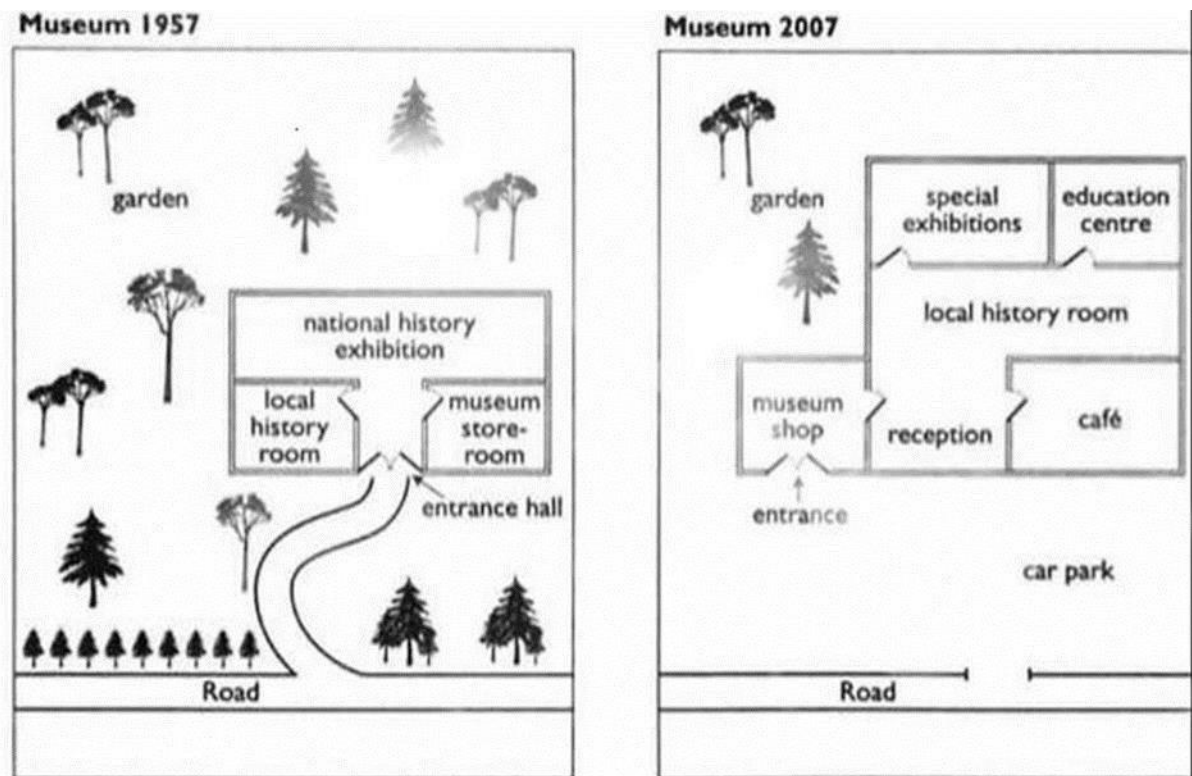 Museum 1957
garden
national history
exhibition
local
history
room
museum
store-
room
entrance hall
Road
Museum 2007
garden
special
exhibitions
education
centre
local history room
museum
shop
reception
café
entrance
car park
Road